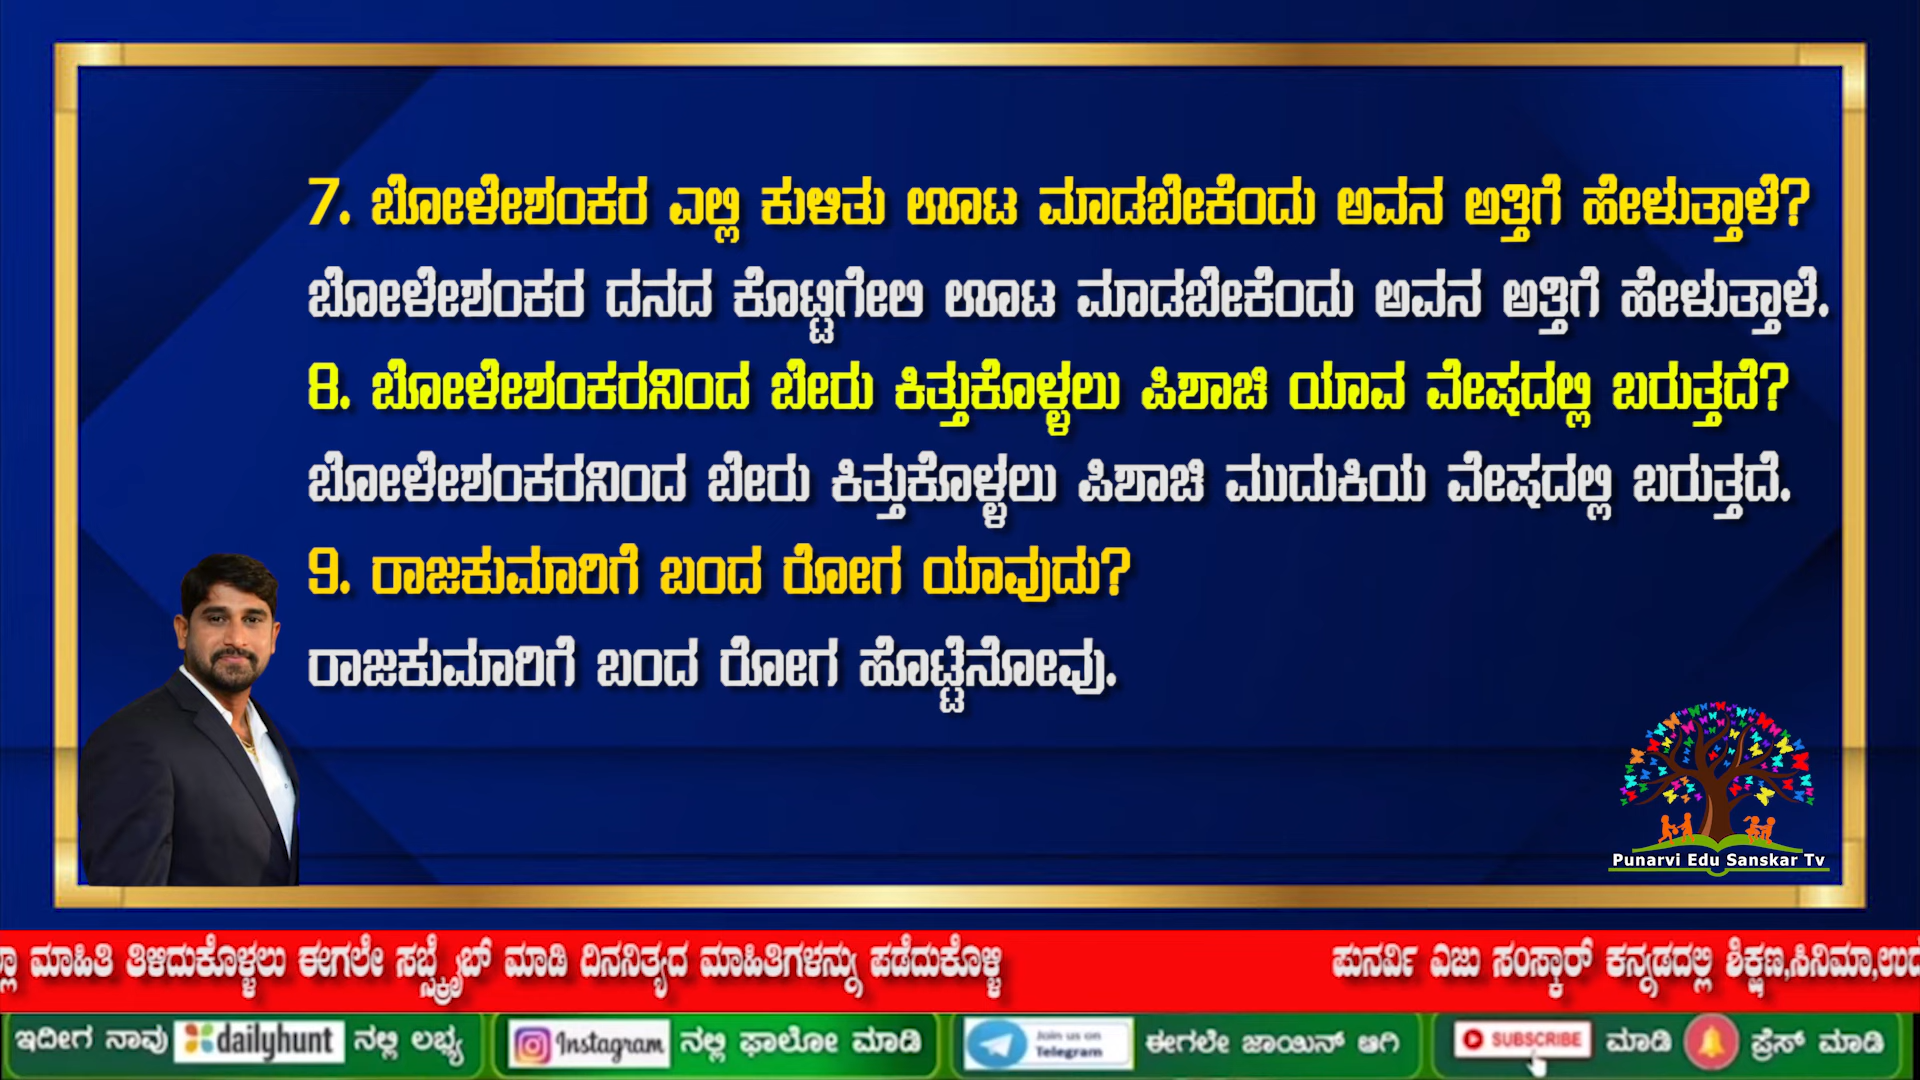 7. ಬೋಳೇಶಂಕರ ಎಲ್ಲಿ ಕುಳಿತು ಊಟ ಮಾಡಬೇಕೆಂದು ಅವನ ಅತ್ತಿಗೆ ಹೇಳುತ್ತಾಳೆ?
ಬೋಳೇಶಂಕರ ದನದ ಕೊಟ್ಟಿಗೇಲಿ ಊಟ ಮಾಡಬೇಕೆಂದು ಅವನ ಅತ್ತಿಗೆ ಹೇಳುತ್ತಾಳೆ.
8. ಬೋಳೇಶಂಕರನಿಂದ ಬೇರು ಕಿತ್ತುಕೊಳ್ಳಲು ಪಿಶಾಚಿ ಯಾವ ವೇಷದಲ್ಲಿ ಬರುತ್ತದೆ?
ಬೋಳೇಶಂಕರನಿಂದ ಬೇರು ಕಿತ್ತುಕೊಳ್ಳಲು ಪಿಶಾಚಿ ಮುದುಕಿಯ ವೇಷದಲ್ಲಿ ಬರುತ್ತದೆ.
9. ರಾಜಕುಮಾರಿಗೆ ಬಂದ ರೋಗ ಯಾವುದು?
ರಾಜಕುಮಾರಿಗೆ ಬಂದ ರೋಗ ಹೊಟ್ಟೆನೋವು.
Punarvi Edu Sanskar Tv
ಮಾಹಿತಿ ತಿಳಿದುಕೊಳ್ಳಲು ಈಗಲೇ ಸಬ್ಸ್ಕ್ರೈಬ್ ಮಾಡಿ ದಿನನಿತ್ಯದ ಮಾಹಿತಿಗಳನ್ನು ಪಡೆದುಕೊಳ್ಳಿ ಪುನರ್ವಿ ಎಜು ಸಂಸ್ಕಾರ್ ಕನ್ನಡದಲ್ಲಿ ಶಿಕ್ಷಣ,ಸಿನಿಮಾ,
ಇದೀಗ ನಾವು dailyhunt ನಲ್ಲಿ ಲಭ್ಯ Instagram ನಲ್ಲಿ ಫಾಲೋ ಮಾಡಿ Join us on Telegram ಈಗಲೇ ಜಾಯಿನ್ ಆಗಿ SUBSCRIBE ಮಾಡಿ ಪ್ರೆಸ್ ಮಾಡಿ